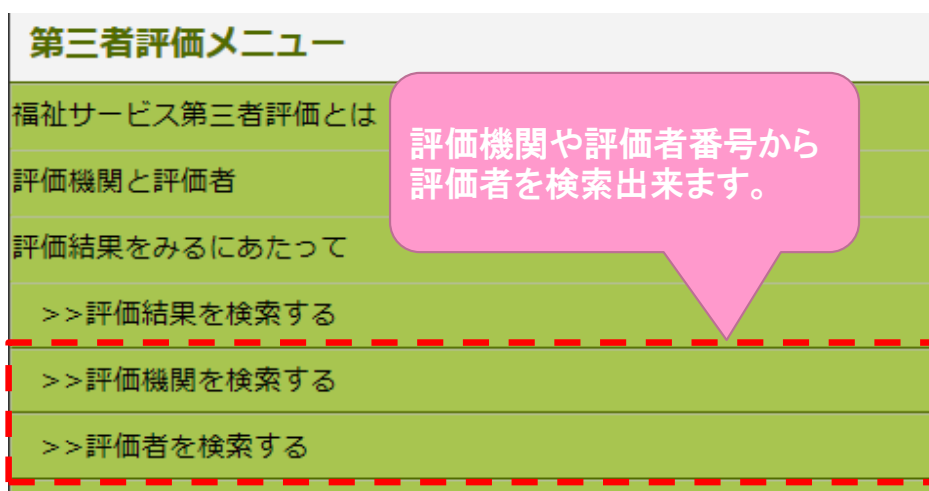 第三者評価メニュー
福祉サービス第三者評価とは
評価機関や評価者番号から
評価者を検索出来ます。
評価機関と評価者
評価結果をみるにあたって
>>評価結果を検索する
>>評価機関を検索する
>>評価者を検索する